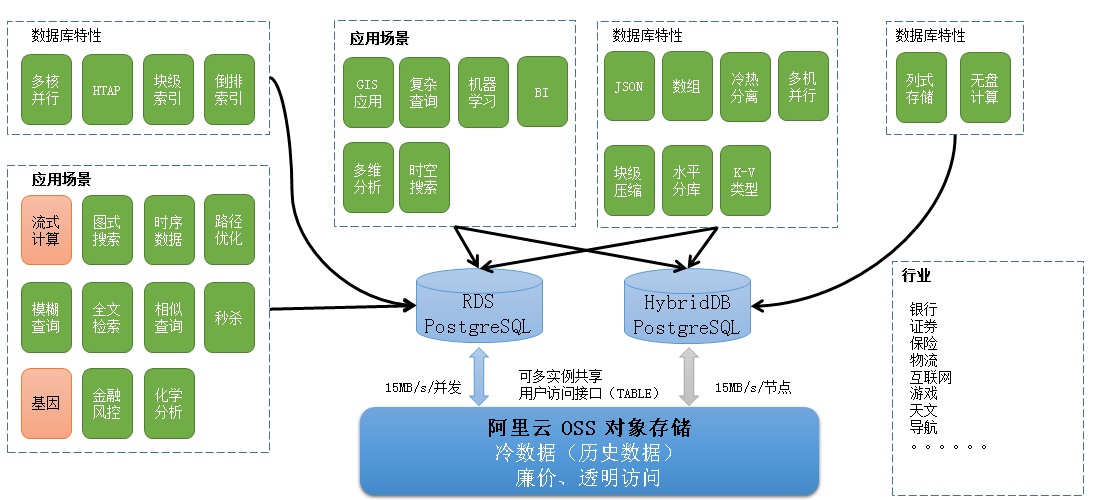 数据库特性
多核
并行
HTAP
块级
索引
倒排
索引
应用场景
流式
计算
图式
搜索
时序
数据
路径
优化
模糊
查询
全文
检索
相似
查询
秒杀
基因
金融
风控
化学
分析
应用场景
GIS
应用
复杂
查询
机器
学习
BI
多维
分析
时空
搜索
数据库特性
JSON
数组
冷热
分离
多机
并行
块级
压缩
水平
分库
K-V
类型
数据库特性
列式
存储
无盘
计算
RDS
PostgreSQL
HybridDB
PostgreSQL
15MB/s/并发
可多实例共享
用户访问接口（TABLE）
15MB/s/节点
阿里云 OSS 对象存储
冷数据（历史数据）
廉价、透明访问
行业
银行
证券
保险
物流
互联网
游戏
天文
导航
。。。。。。